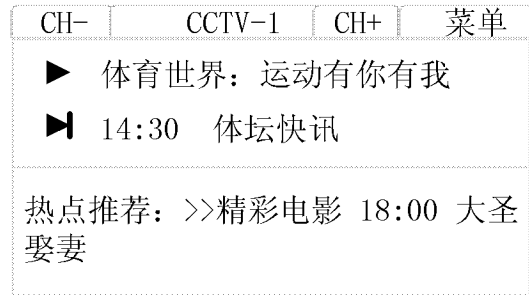 CH- CCTV-1 CH+ 菜单
体育世界: 运动有你有我
14:30 体坛快讯
热点推荐: >>精彩电影 18:00 大圣
娶妻